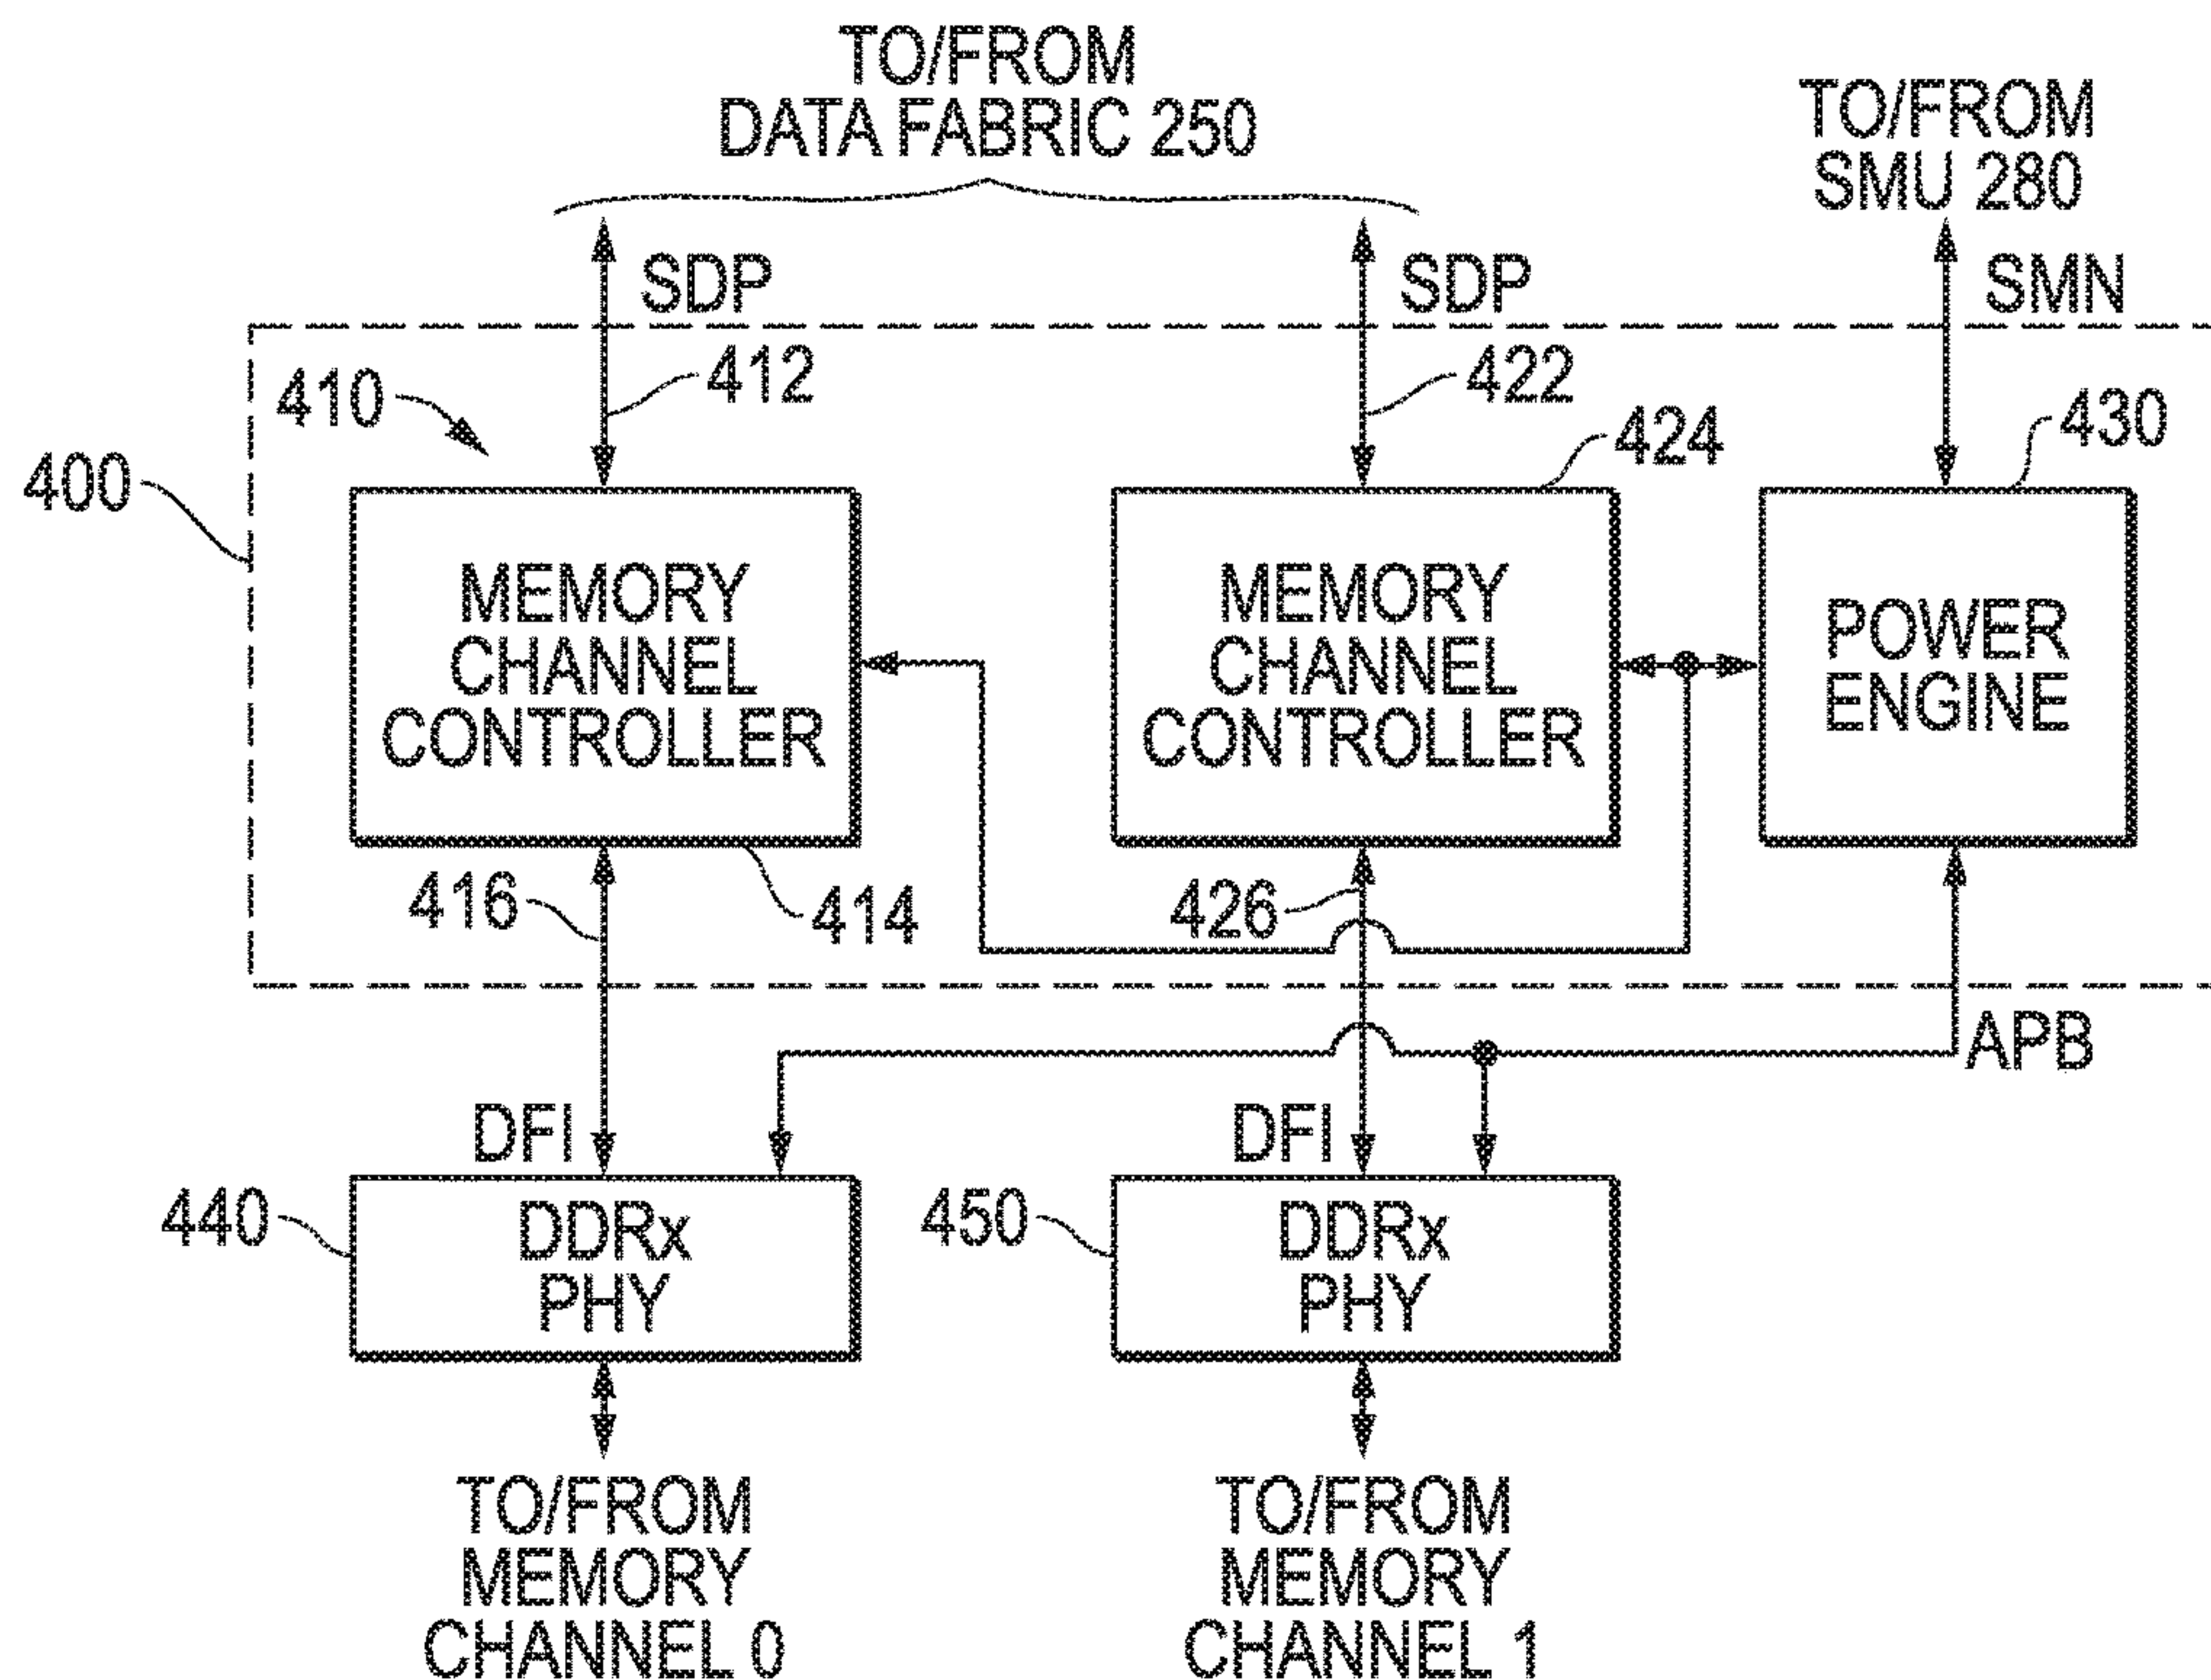 TO/FROM
DATA FABRIC 250
TO/FROM
SMU 280
SDP
SDP
SMN
410
412
422
424
430
400
MEMORY
CHANNEL
CONTROLLER
MEMORY
CHANNEL
CONTROLLER
POWER
ENGINE
416
414
426
APB
DFI
DFI
440
DDRx
PHY
450
DDRx
PHY
TO/FROM
MEMORY
CHANNEL 0
TO/FROM
MEMORY
CHANNEL 1